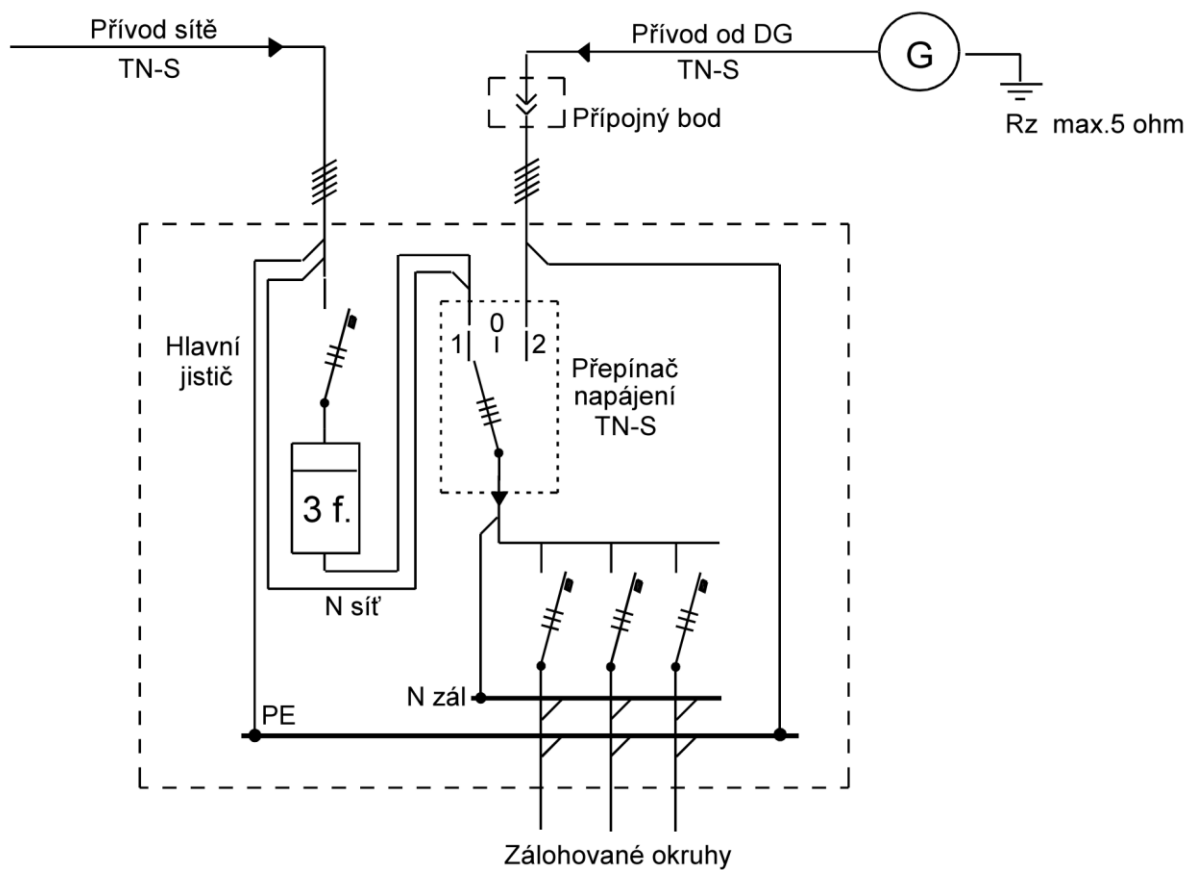 Přívod sítě
TN-S
Přívod od DG
TN-S
G
Přípojný bod
Rz max.5 ohm
Hlavní
jistič
1
0
2
Přepínač
napájení
TN-S
3 f.
N síť
N zál
PE
Zálohované okruhy